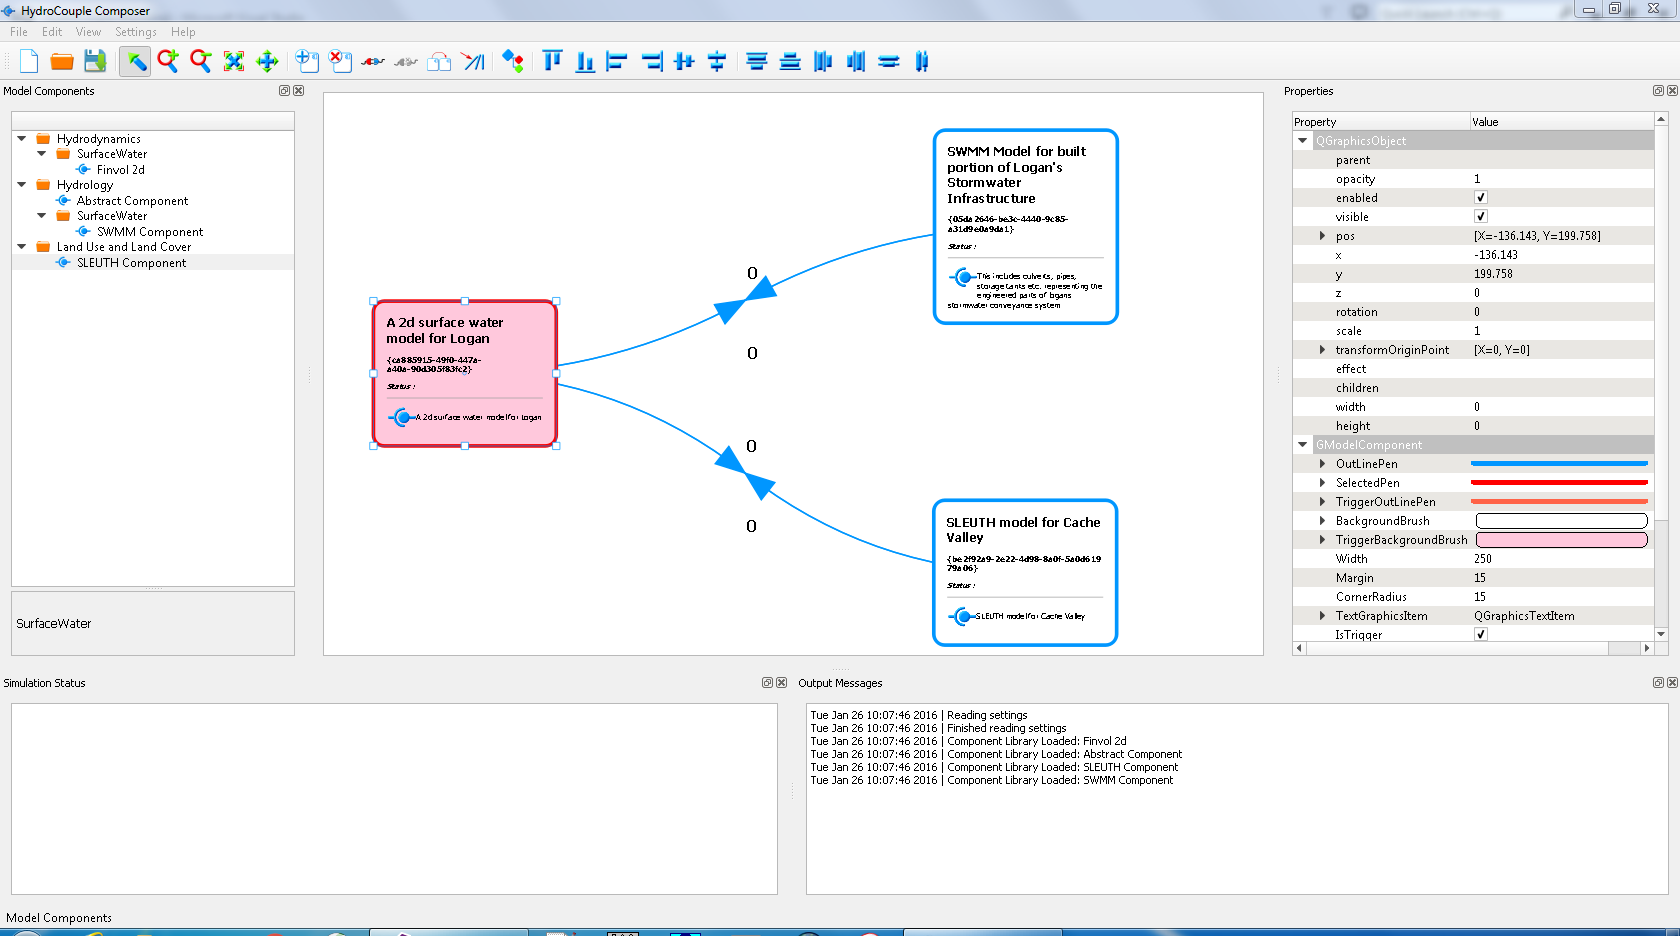 HydroCouple Composer
File Edit View Settings Help
Model Components
Hydrodynamics
SurfaceWater
Finvol 2d
Hydrology
Abstract Component
SurfaceWater
SWMM Component
Land Use and Land Cover
SLEUTH Component
SurfaceWater
A 2d surface water
model for Logan
{ca885915-49f0-447a-
a40a-90d305f83fc2}
Status :
A 2d surface water model for Logan
0
0
0
0
SWMM Model for built
portion of Logan's
Stormwater
Infrastructure
{05da2646-be3c-4440-9c85-
a31d9e0a9da1}
Status :
This includes culverts, pipes,
storage tanks etc. representing the
engineered parts of logans
stormwater conveyance system
SLEUTH model for Cache
Valley
{be2f92a9-2e22-4d98-8a0f-5a0d619
79a06}
Status :
SLEUTH model for Cache Valley
Properties
Property Value
QGraphicsObject
parent
opacity 1
enabled
visible
pos [X=-136.143, Y=199.758]
x -136.143
y 199.758
z 0
rotation 0
scale 1
transformOriginPoint [X=0, Y=0]
effect
children
width 0
height 0
GModelComponent
OutLinePen
SelectedPen
TriggerOutLinePen
BackgroundBrush
TriggerBackgroundBrush
Width 250
Margin 15
CornerRadius 15
TextGraphicsItem QGraphicsTextItem
IsTrigger
Simulation Status
Output Messages
Tue Jan 26 10:07:46 2016 | Reading settings
Tue Jan 26 10:07:46 2016 | Finished reading settings
Tue Jan 26 10:07:46 2016 | Component Library Loaded: Finvol 2d
Tue Jan 26 10:07:46 2016 | Component Library Loaded: Abstract Component
Tue Jan 26 10:07:46 2016 | Component Library Loaded: SLEUTH Component
Tue Jan 26 10:07:46 2016 | Component Library Loaded: SWMM Component
Model Components